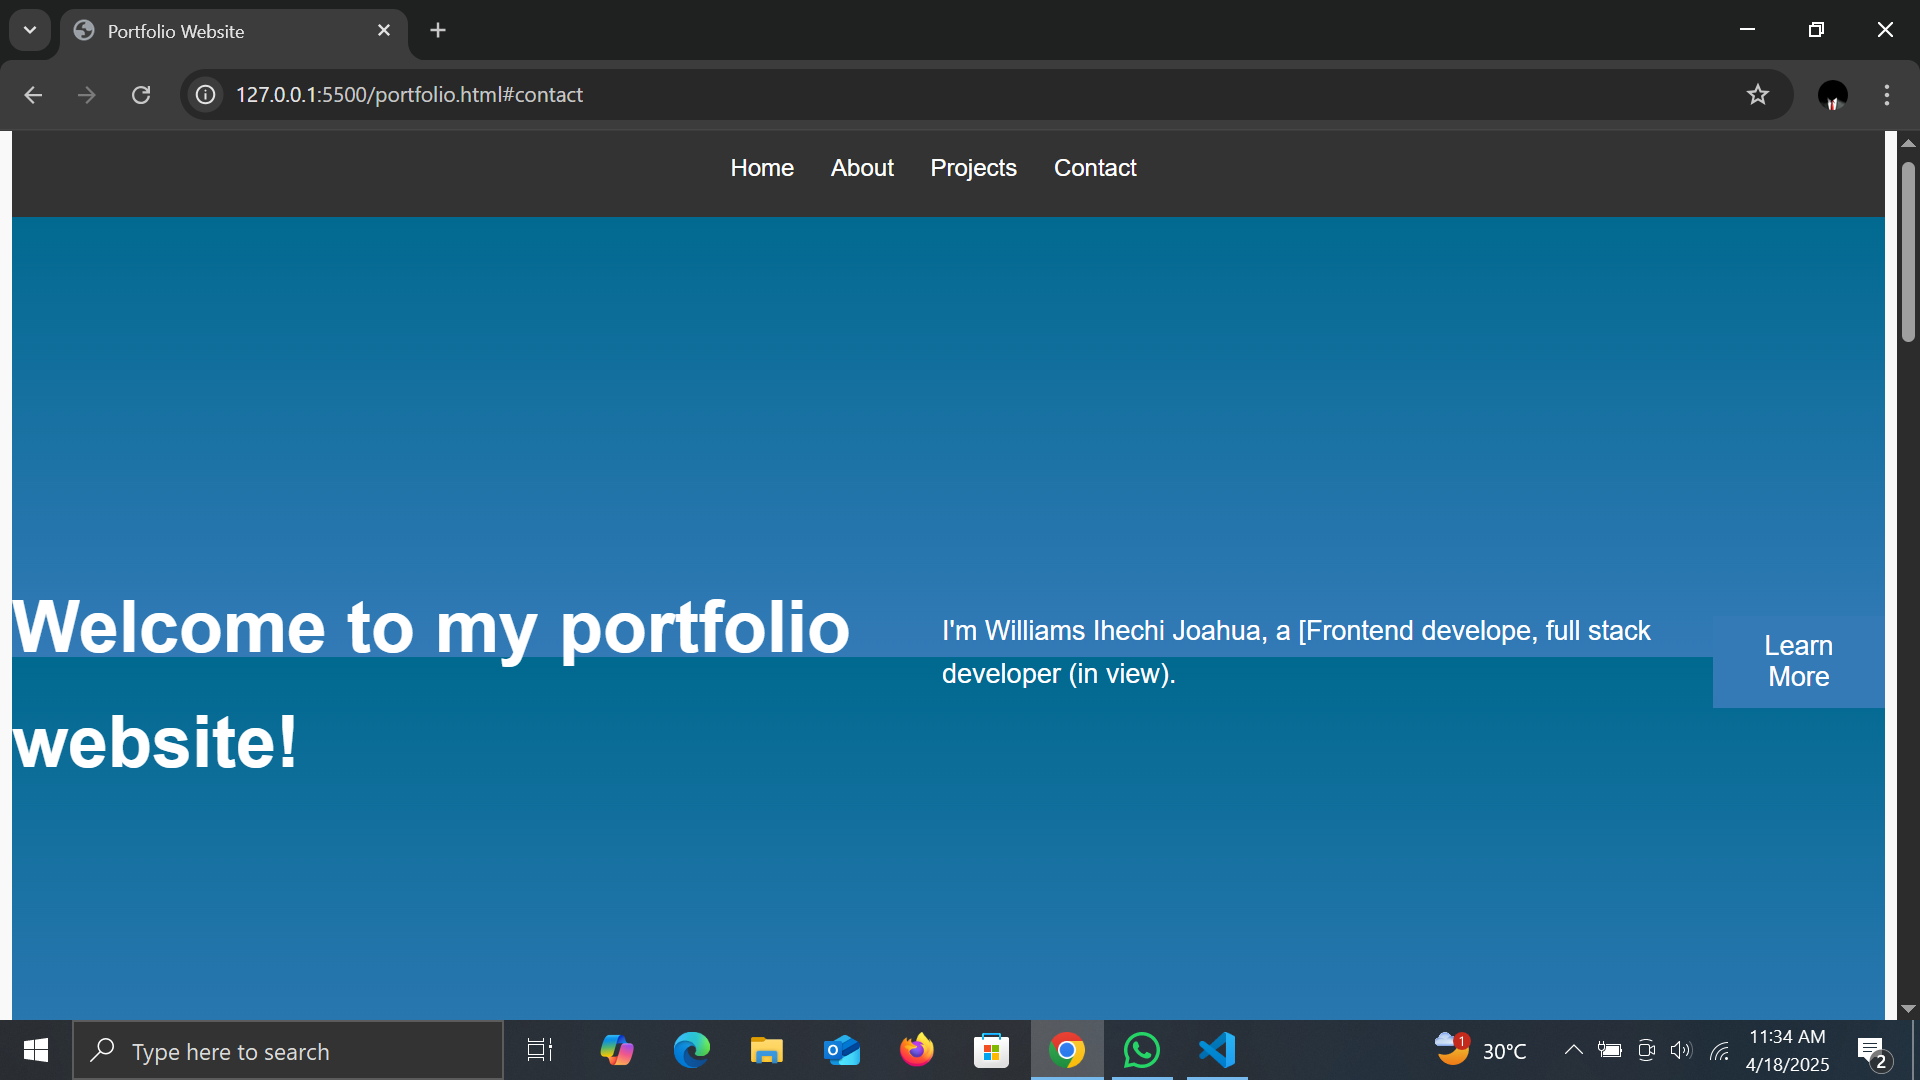 Portfolio Website
127.0.0.1:5500/portfolio.html#contact
Home About Projects Contact
Welcome to my portfolio
website!
I'm Williams Ihechi Joahua, a [Frontend develope, full stack
developer (in view).
Learn
More
Type here to search
1
30°C
11:34 AM
4/18/2025
2